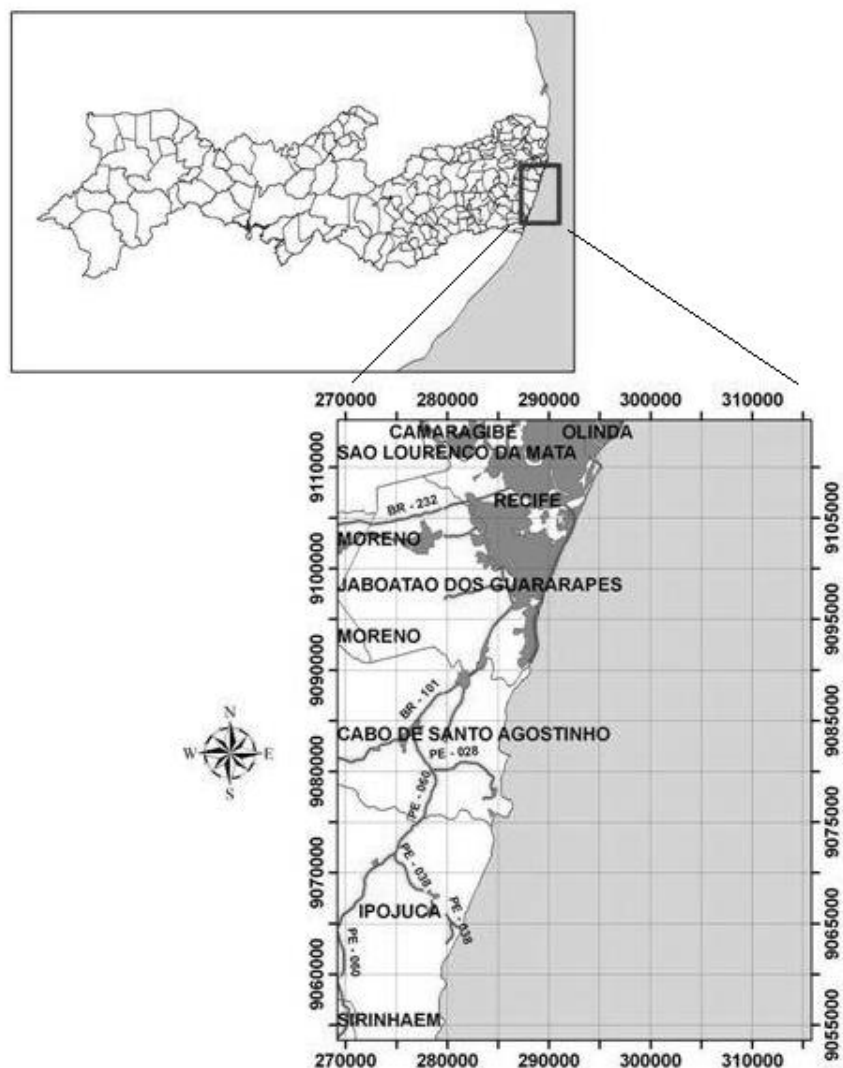 270000 280000 290000 300000 310000
CAMARAGIBE OLINDA
SAO LOURENCO DA MATA
9110000
BR - 232
RECIFE
9105000
MORENO
9100000
JABOATAO DOS GUARARAPES
9095000
MORENO
9090000
BR - 101
9085000
N
W E
S
CABO DE SANTO AGOSTINHO
PE - 028
9080000
PE - 060
9075000
PE - 038
9070000
IPOJUCA
PE - 038
9065000
PE - 060
9060000
SIRINHAEM
9055000
270000 280000 290000 300000 310000